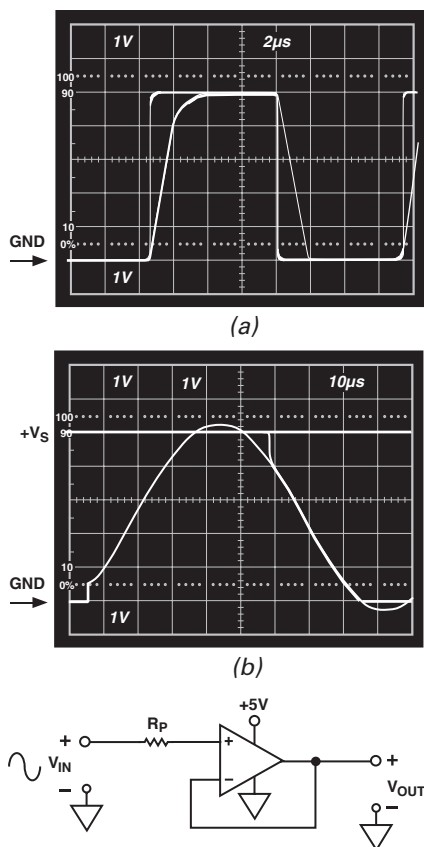 1V 2µs
100
90
10
0%
GND
1V
(a)
1V 1V 10µs
100
+VS
90
10
0%
GND
1V
(b)
+5V
RP
+ + +
VIN
– – –
VOUT